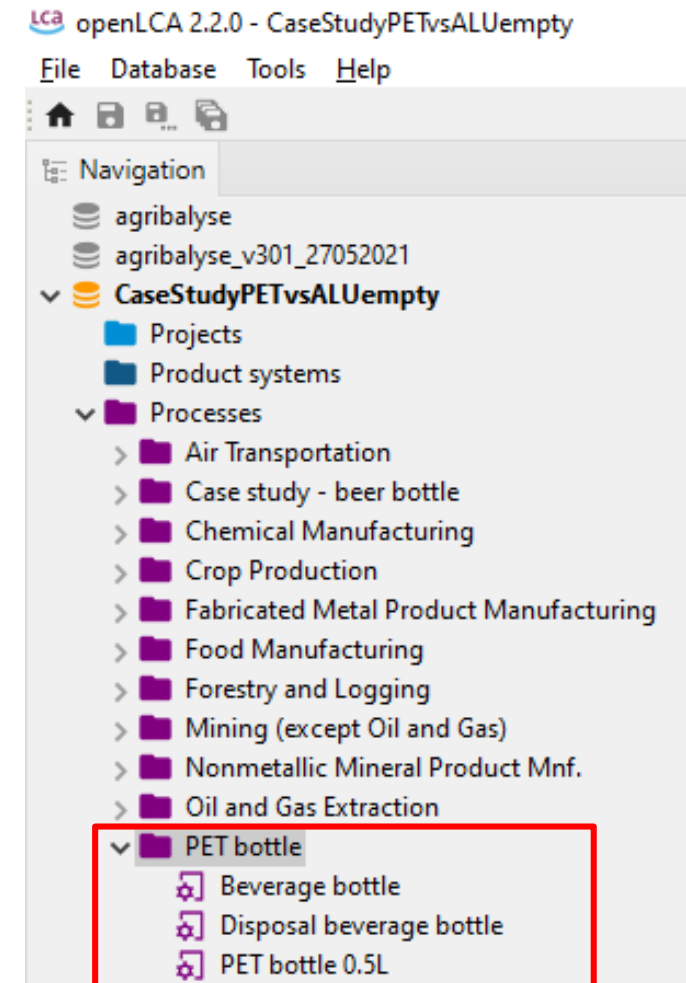 LCA openLCA 2.2.0 - CaseStudyPETvsALUempty
File Database Tools Help
Navigation
agribalyse
agribalyse_v301_27052021
CaseStudyPETvsALUempty
Projects
Product systems
Processes
Air Transportation
Case study - beer bottle
Chemical Manufacturing
Crop Production
Fabricated Metal Product Manufacturing
Food Manufacturing
Forestry and Logging
Mining (except Oil and Gas)
Nonmetallic Mineral Product Mnf.
Oil and Gas Extraction
PET bottle
Beverage bottle
Disposal beverage bottle
PET bottle 0.5L